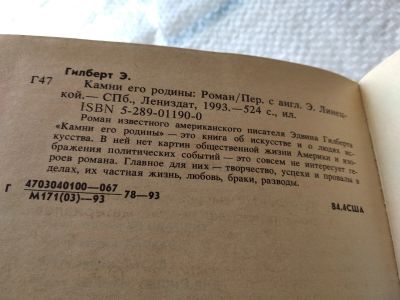 Гилберт Э.
Г47 Камни его родины: Роман/Пер. с англ. Э. Линец-
кой.— СПб., Лениздат, 1993.—524 с., ил.
ISBN 5-289-01190-0
Роман известного американского писателя Эдвина Гилберта
«Камни его родины» — это книга об искусстве и о людях ис-
кусства. В ней нет картин общественной жизни Америки и изо-
бражения политических событий — это совсем не интересует ге-
роев романа. Главное для них — творчество, успехи и провалы в
делах, их частная жизнь, любовь, браки, разводы.
Г 4703040100—067 78—93
М171(03)—93
84.4США